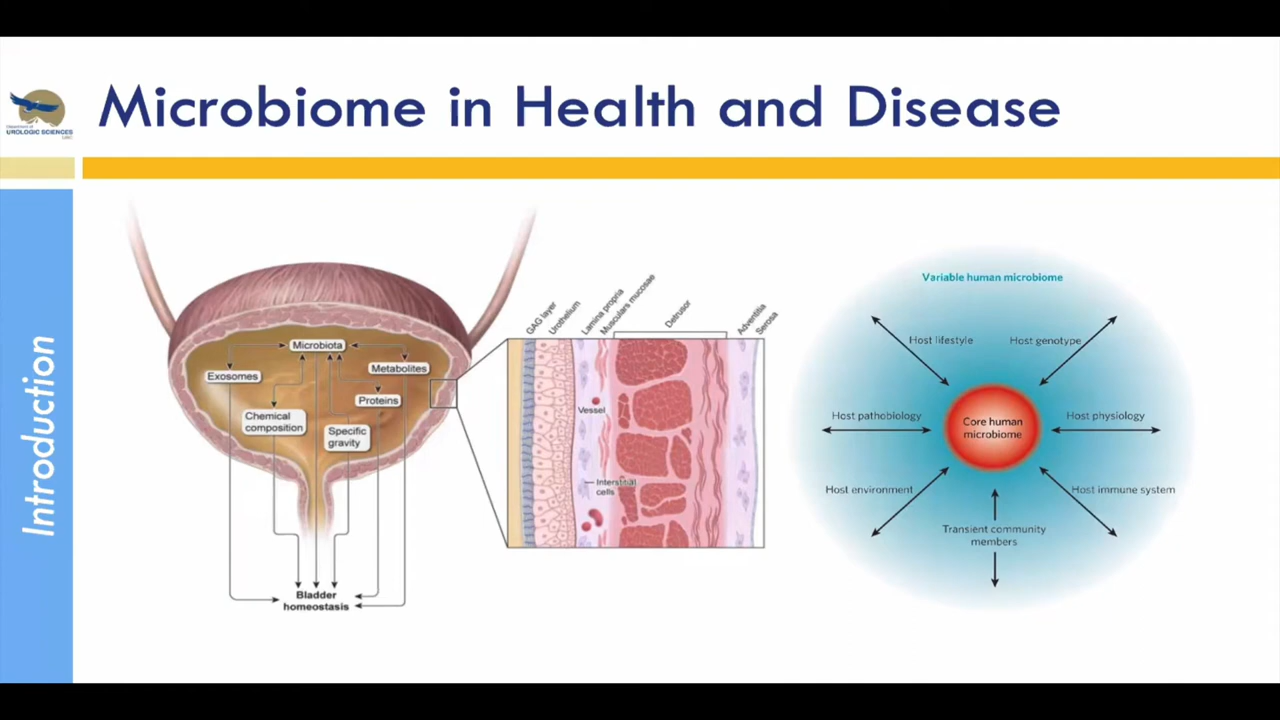 Microbiome in Health and Disease
UROLOGIC SCIENCES
Introduction
Microbiota
Exosomes
Metabolites
Proteins
Chemical
composition
Specific
gravity
Bladder
homeostasis
GAG layer
Urothelium
Lamina propria
Musculars mucosae
Detrusor
Adventitia
Serosa
Vessel
Interstitial
cells
Variable human microbiome
Host lifestyle
Host genotype
Host pathobiology
Core human
microbiome
Host physiology
Host environment
Host immune system
Transient community
members